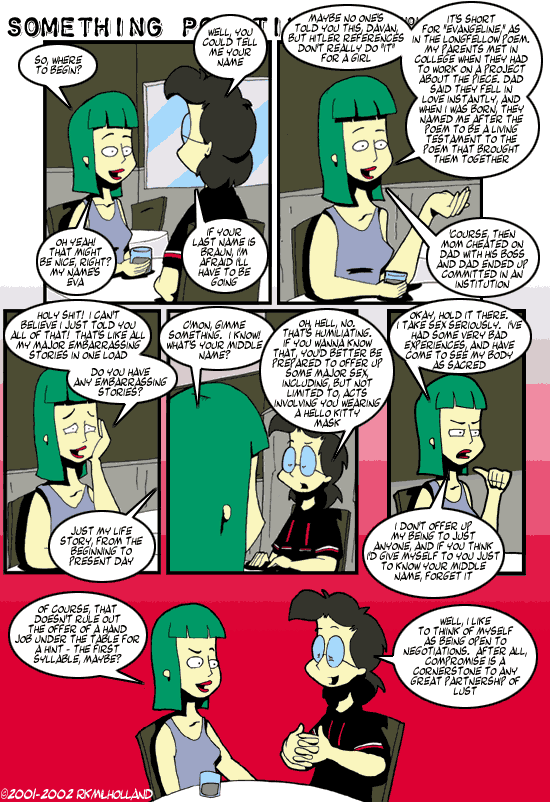 SOMETHING PO
SO, WHERE
TO BEGIN?
WELL, YOU
COULD TELL
ME YOUR
NAME
OH YEAH!
THAT MIGHT
BE NICE, RIGHT?
MY NAME'S
EVA
IF YOUR
LAST NAME IS
BRAUN, I'M
AFRAID I'LL
HAVE TO BE
GOING
MAYBE NO ONE'S
TOLD YOU THIS, DAVAN,
BUT HITLER REFERENCES
DON'T REALLY DO "IT"
FOR A GIRL
IT'S SHORT
FOR "EVANGELINE," AS
IN THE LONGFELLOW POEM.
MY PARENTS MET IN
COLLEGE WHEN THEY HAD
TO WORK ON A PROJECT
ABOUT THE PIECE. DAD
SAID THEY FELL IN
LOVE INSTANTLY, AND
WHEN I WAS BORN, THEY
NAMED ME AFTER THE
POEM TO BE A LIVING
TESTAMENT TO THE
POEM THAT BROUGHT
THEM TOGETHER
'COURSE, THEN
MOM CHEATED ON
DAD WITH HIS BOSS
AND DAD ENDED UP
COMMITTED IN AN
INSTITUTION
HOLY SHIT! I CAN'T
BELIEVE I JUST TOLD YOU
ALL OF THAT! THAT'S LIKE ALL
MY MAJOR EMBARRASSING
STORIES IN ONE LOAD
DO YOU HAVE
ANY EMBARRASSING
STORIES?
JUST MY LIFE
STORY, FROM THE
BEGINNING TO
PRESENT DAY
C'MON, GIMME
SOMETHING. I KNOW!
WHAT'S YOUR MIDDLE
NAME?
OH, HELL, NO.
THAT'S HUMILIATING.
IF YOU WANNA KNOW
THAT, YOU'D BETTER BE
PREPARED TO OFFER UP
SOME MAJOR SEX,
INCLUDING, BUT
NOT LIMITED TO, ACTS
INVOLVING YOU WEARING
A HELLO KITTY
MASK
OKAY, HOLD IT THERE.
I TAKE SEX SERIOUSLY. I'VE
HAD SOME VERY BAD
EXPERIENCES, AND HAVE
COME TO SEE MY BODY
AS SACRED
I DON'T OFFER UP
MY BEING TO JUST
ANYONE, AND IF YOU THINK
I'D GIVE MYSELF TO YOU JUST
TO KNOW YOUR MIDDLE
NAME, FORGET IT
OF COURSE, THAT
DOESN'T RULE OUT
THE OFFER OF A HAND
JOB UNDER THE TABLE FOR
A HINT - THE FIRST
SYLLABLE, MAYBE?
WELL, I LIKE
TO THINK OF MYSELF
AS BEING OPEN TO
NEGOTIATIONS. AFTER ALL,
COMPROMISE IS A
CORNERSTONE TO ANY
GREAT PARTNERSHIP OF
LUST
©2001-2002 RKMILHOLLAND